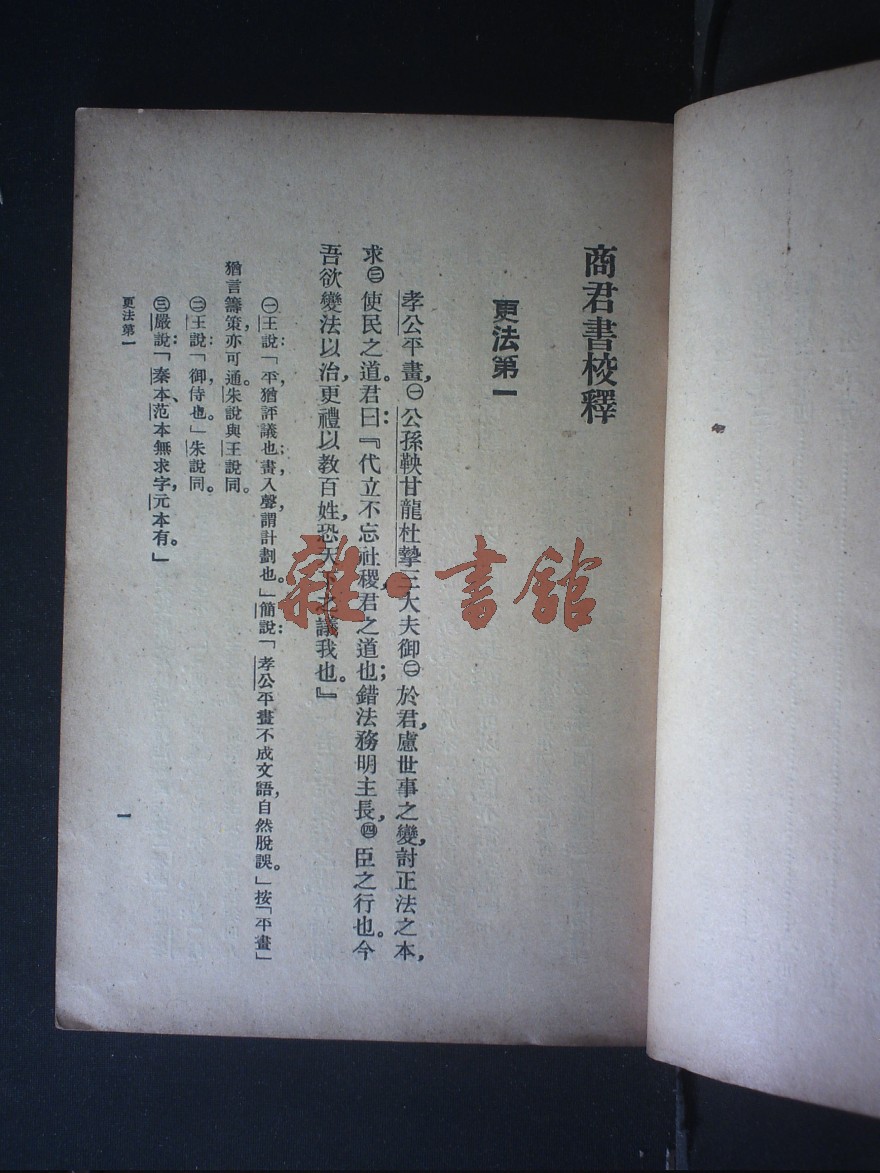 商君書校釋
更法第一
孝公平畫，㊀公孫鞅甘龍杜摯三大夫御㊁於君，慮世事之變，討正法之本，
求㊂使民之道。君曰：『代立不忘社稷，君之道也；錯法務明主長，㊃臣之行也。今
吾欲變法以治，更禮以教百姓，恐天下之議我也。』
㊀王說：「平，猶評議也；畫，入聲，謂計劃也。」簡說：「孝公平畫不成文語，自然脫誤。」按「平畫」
猶言籌策，亦可通。朱說與王說同。
㊁王說：「御，侍也。」朱說同。
㊂嚴說：「秦本、范本無求字，元本有。」
更法第一
一
雜·書館